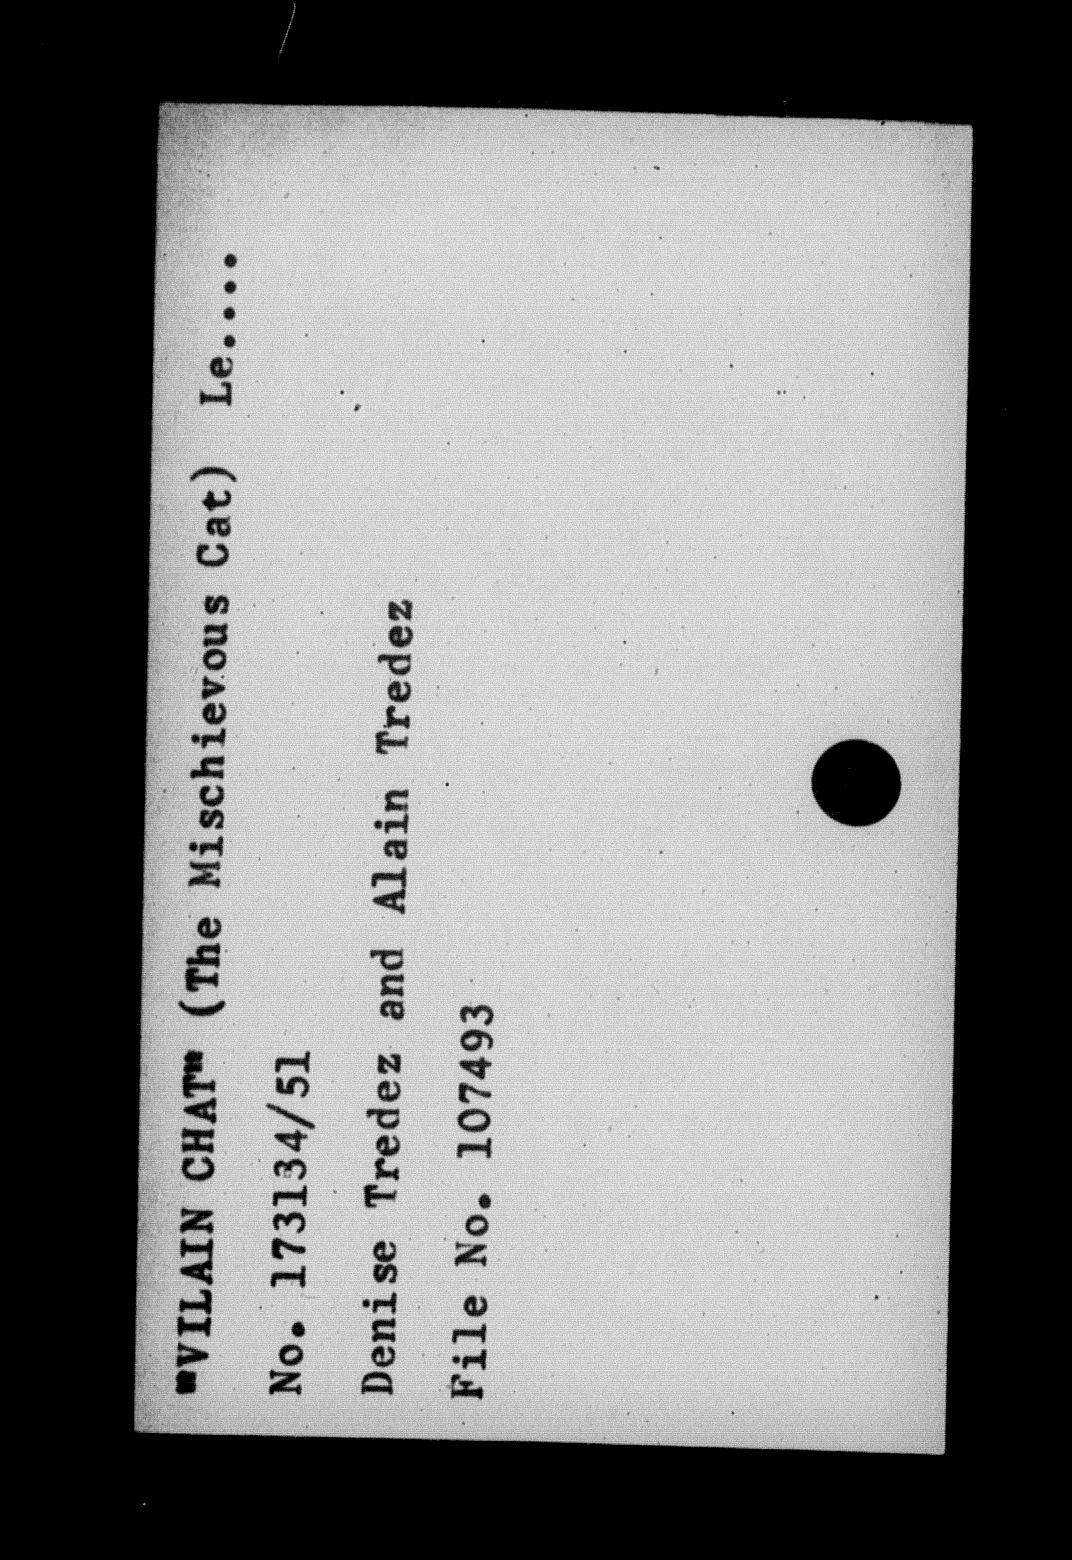 "VILAIN CHAT" (The Mischievous Cat) Le....
No. 173134/51
Denise Tredez and Alain Tredez
File No. 107493